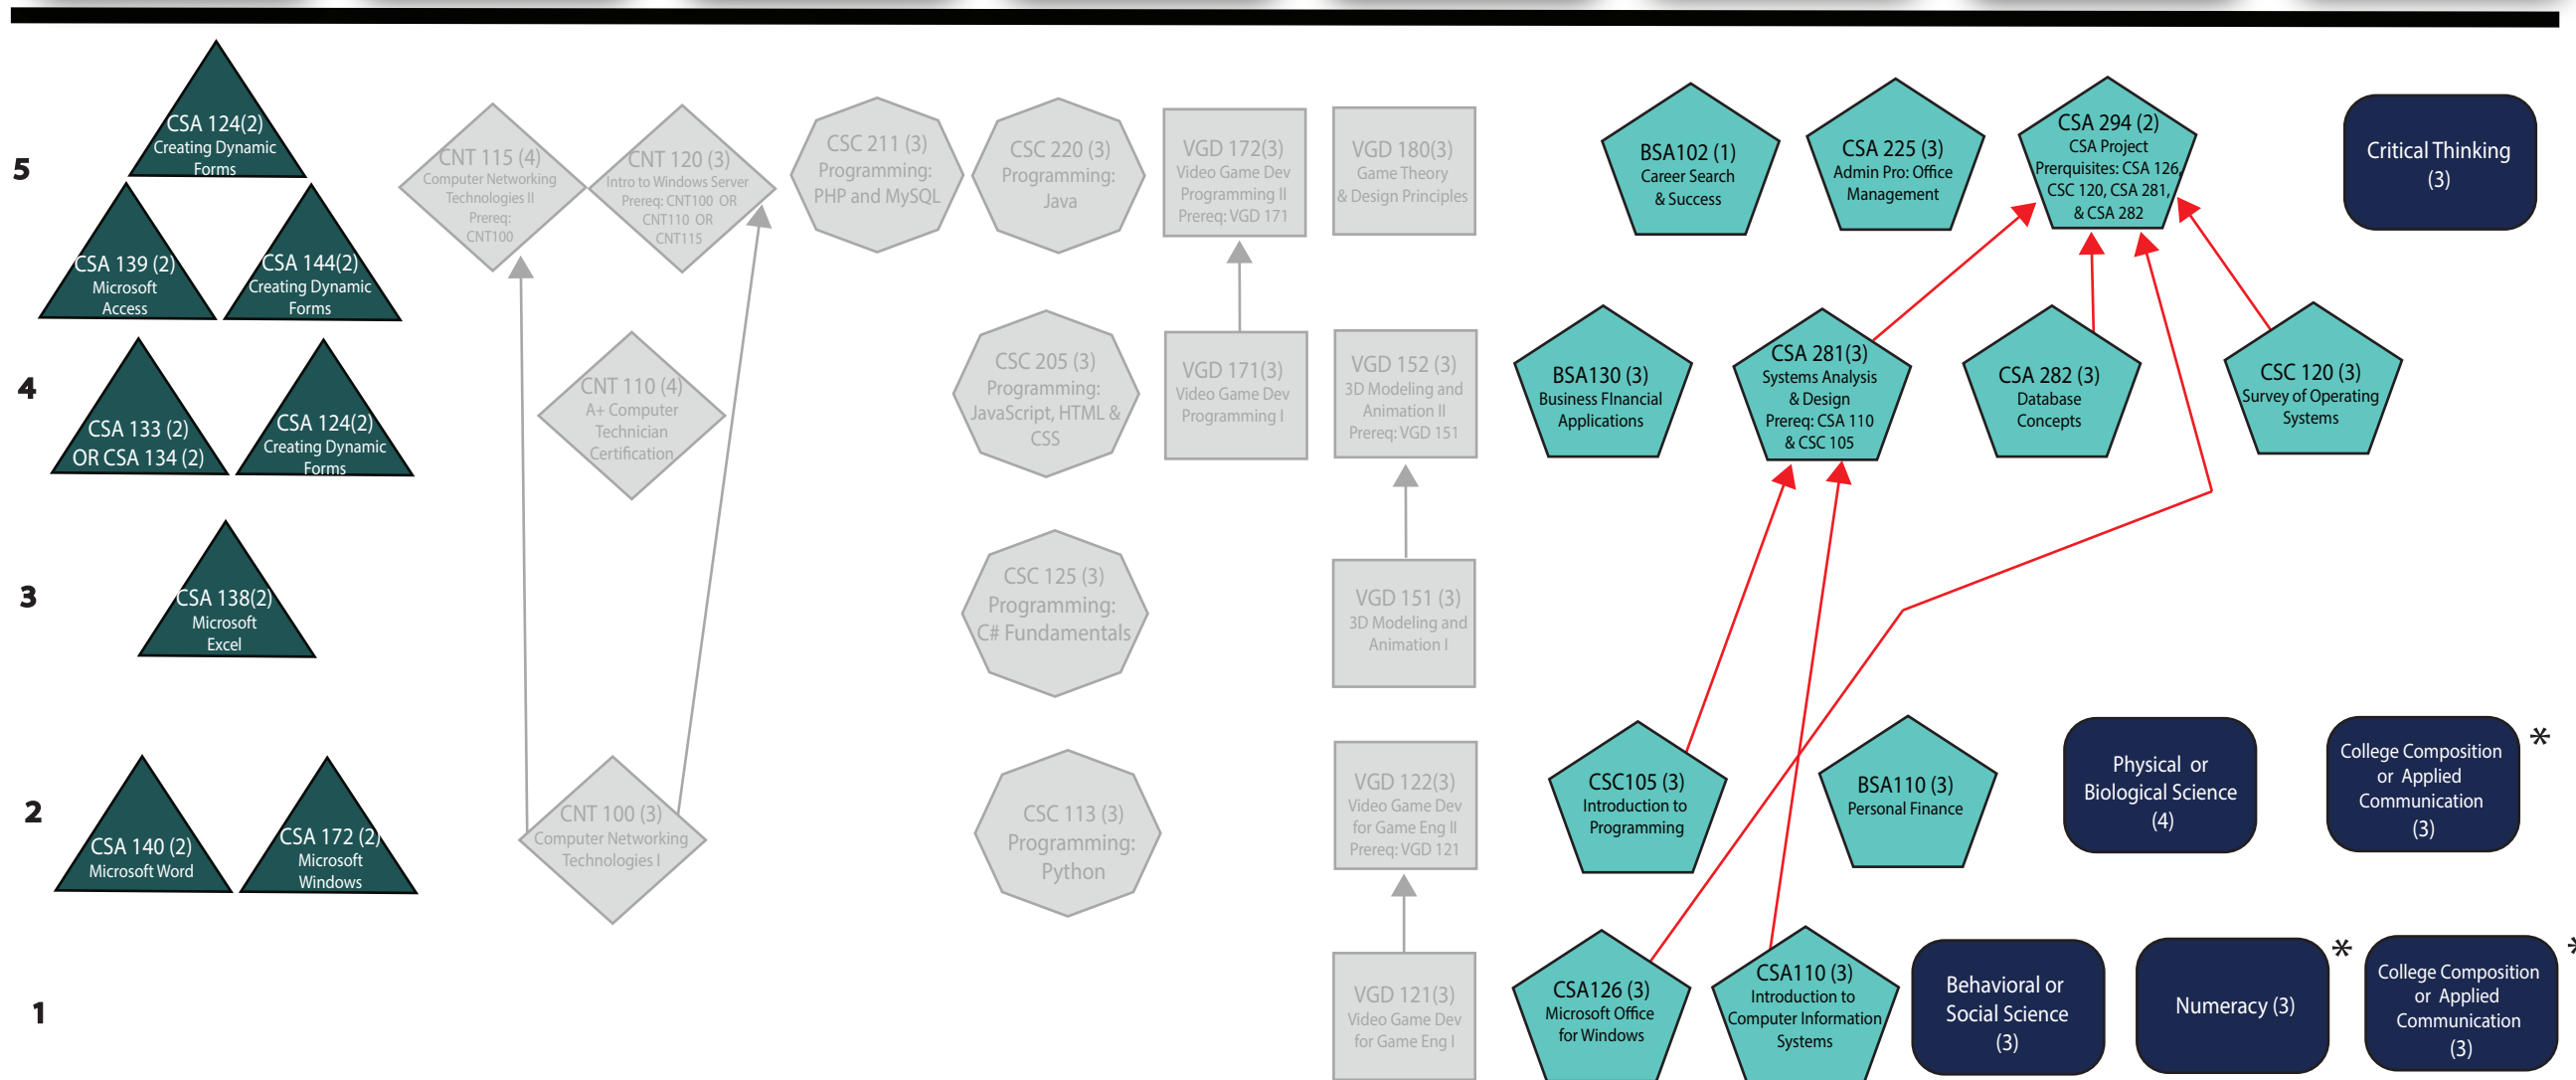 5
CSA 124(2)
Creating Dynamic
Forms
CSA 139 (2)
Microsoft
Access
CSA 144(2)
Creating Dynamic
Forms
CNT 115 (4)
Computer Networking
Technologies II
Prereq:
CNT100
CNT 120 (3)
Intro to Windows Server
Prereq: CNT100 OR
CNT110 OR
CNT115
CSC 211 (3)
Programming:
PHP and MySQL
CSC 220 (3)
Programming:
Java
VGD 172(3)
Video Game Dev
Programming II
Prereq: VGD 171
VGD 180(3)
Game Theory
& Design Principles
BSA102 (1)
Career Search
& Success
CSA 225 (3)
Admin Pro: Office
Management
CSA 294 (2)
CSA Project
Prerquisites: CSA 126,
CSC 120, CSA 281,
& CSA 282
Critical Thinking
(3)
4
CSA 133 (2)
OR CSA 134 (2)
CSA 124(2)
Creating Dynamic
Forms
CNT 110 (4)
A+ Computer
Technician
Certification
CSC 205 (3)
Programming:
JavaScript, HTML &
CSS
VGD 171(3)
Video Game Dev
Programming I
VGD 152 (3)
3D Modeling and
Animation II
Prereq: VGD 151
BSA130 (3)
Business FInancial
Applications
CSA 281(3)
Systems Analysis
& Design
Prereq: CSA 110
& CSC 105
CSA 282 (3)
Database
Concepts
CSC 120 (3)
Survey of Operating
Systems
3
CSA 138(2)
Microsoft
Excel
CSC 125 (3)
Programming:
C# Fundamentals
VGD 151 (3)
3D Modeling and
Animation I
2
CSA 140 (2)
Microsoft Word
CSA 172 (2)
Microsoft
Windows
CNT 100 (3)
Computer Networking
Technologies I
CSC 113 (3)
Programming:
Python
VGD 122(3)
Video Game Dev
for Game Eng II
Prereq: VGD 121
CSC105 (3)
Introduction to
Programming
BSA110 (3)
Personal Finance
Physical or
Biological Science
(4)
College Composition
or Applied
Communication
(3)
*
1
VGD 121(3)
Video Game Dev
for Game Eng I
CSA126 (3)
Microsoft Office
for Windows
CSA110 (3)
Introduction to
Computer Information
Systems
Behavioral or
Social Science
(3)
Numeracy (3)
*
College Composition
or Applied
Communication
(3)
*